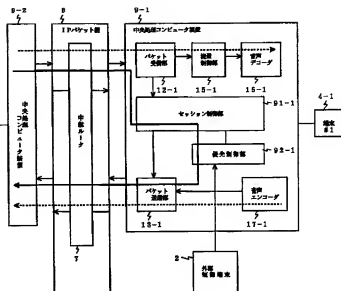 9-2
8
9-1
IPパケット網
中央処理コンピュータ装置
パケット受信部
流量制御部
音声デコーダ
12-1
15-1
16-1
91-1
セッション制御部
4-1
端末
#1
中央処理コンピュータ装置
中継ルータ
優先制御部
92-1
パケット送信部
音声エンコーダ
7
2
13-1
17-1
外部制御端末